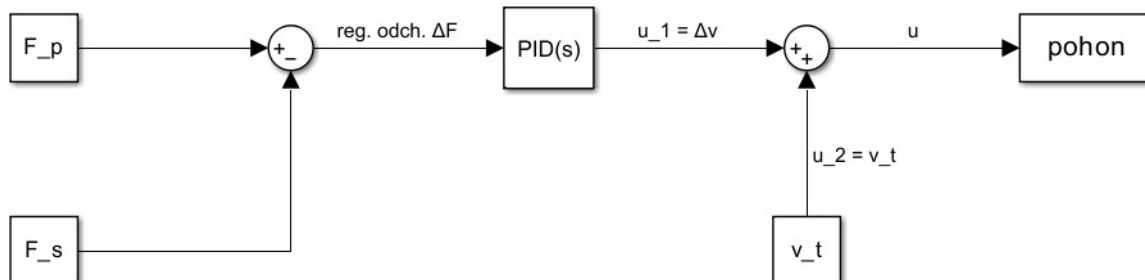 F_p
+
−
reg. odch. ΔF
PID(s)
u_1 = Δv
+
+
u
pohon
u_2 = v_t
F_s
v_t